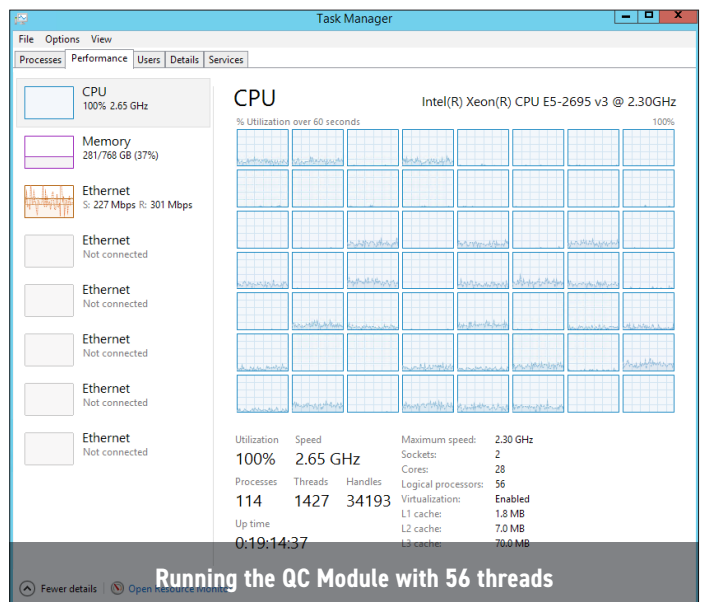 Task Manager
File Options View
Processes Performance Users Details Services
CPU
100% 2.65 GHz
Memory
281/768 GB (37%)
Ethernet
S: 227 Mbps R: 301 Mbps
Ethernet
Not connected
Ethernet
Not connected
Ethernet
Not connected
Ethernet
Not connected
Ethernet
Not connected
CPU
Intel(R) Xeon(R) CPU E5-2695 v3 @ 2.30GHz
% Utilization over 60 seconds 100%
Utilization Speed
100% 2.65 GHz
Processes Threads Handles
114 1427 34193
Up time
0:19:14:37
Maximum speed: 2.30 GHz
Sockets: 2
Cores: 28
Logical processors: 56
Virtualization: Enabled
L1 cache: 1.8 MB
L2 cache: 7.0 MB
L3 cache: 70.0 MB
Running the QC Module with 56 threads
Fewer details Open Resource Monitor